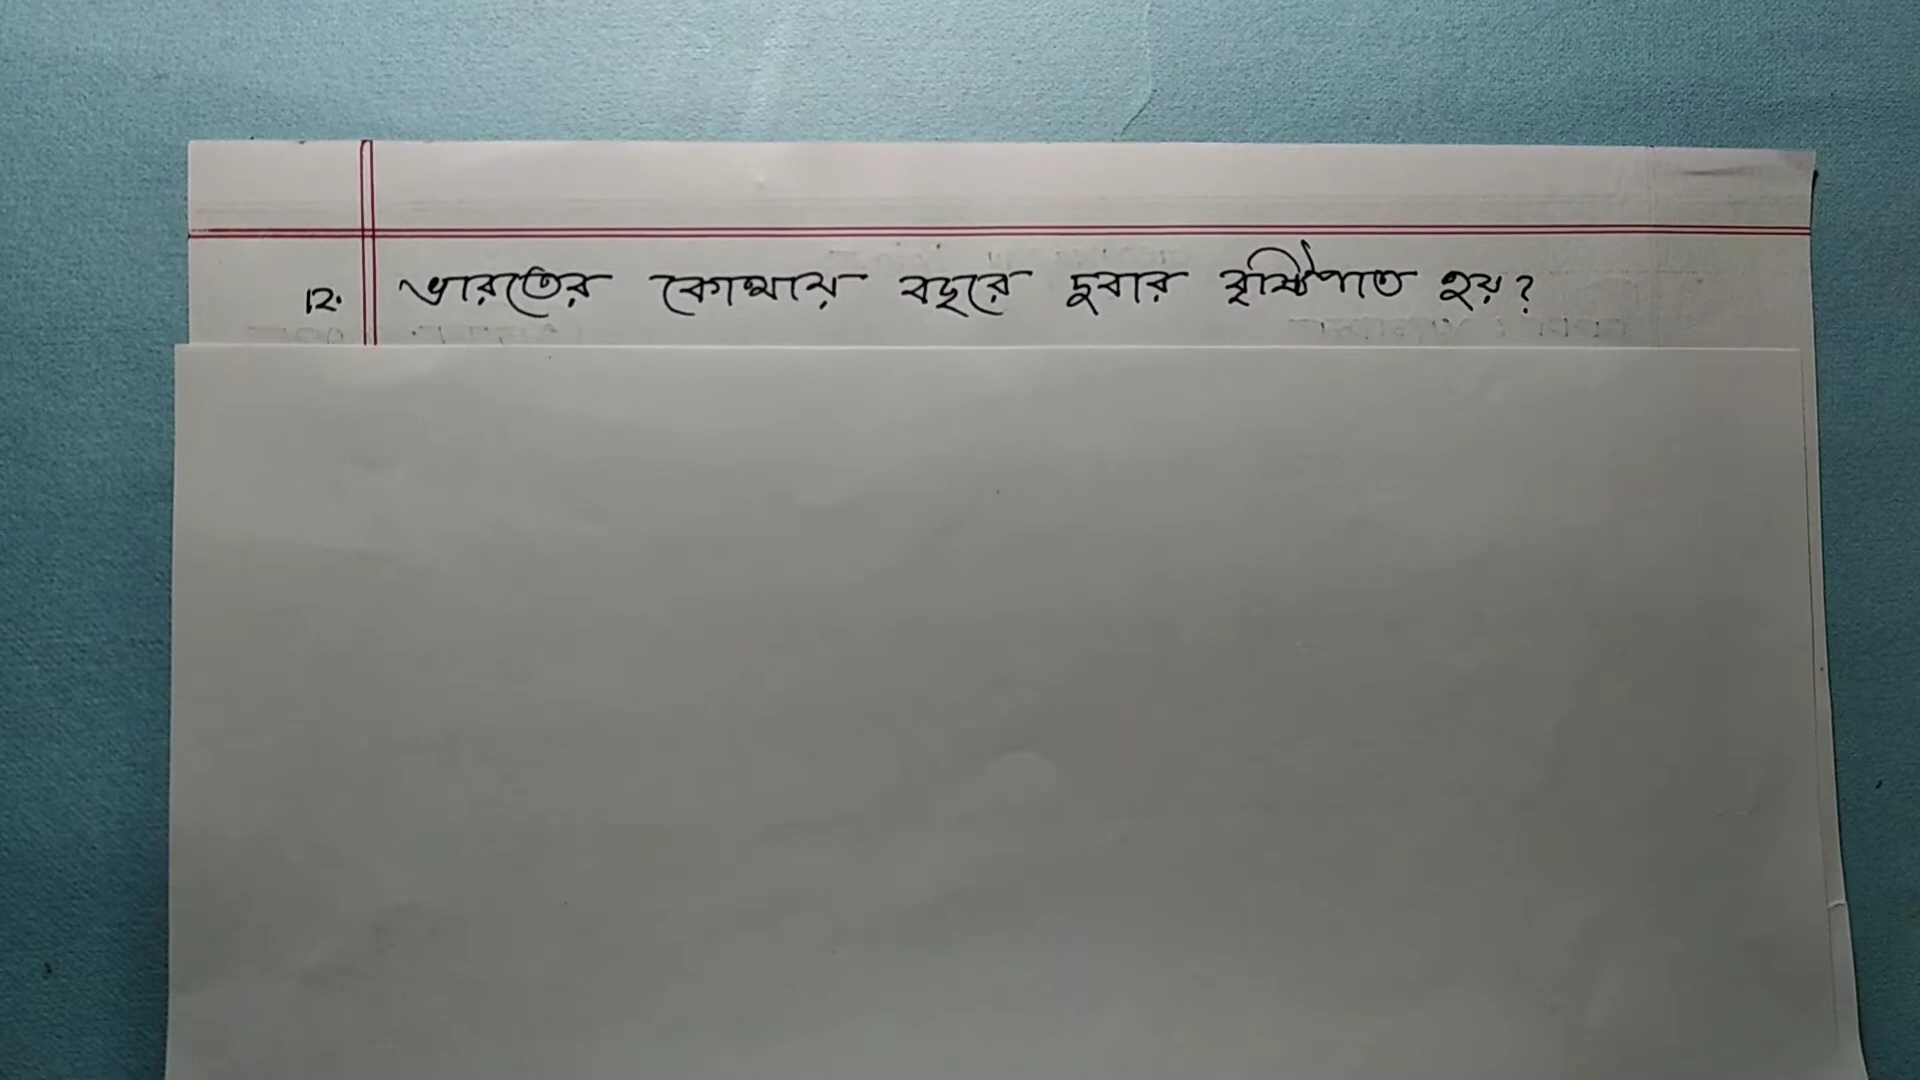 12. ভারতের কোথায় বছরে দুবার বৃষ্টিপাত হয়?